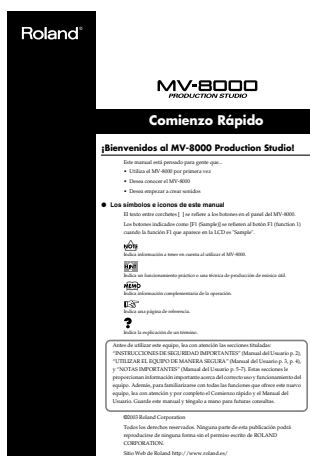 Roland®
MV-8000
PRODUCTION STUDIO
Comienzo Rápido
¡Bienvenidos al MV-8000 Production Studio!
Este manual está pensado para gente que...
• Utiliza el MV-8000 por primera vez
• Desea conocer el MV-8000
• Desea empezar a crear sonidos
● Los símbolos e iconos de este manual
El texto entre corchetes [ ] se refiere a los botones en el panel del MV-8000.
Los botones indicados como [F1 (Sample)] se refieren al botón F1 (function 1)
cuando la función F1 que aparece en la LCD es "Sample".
NOTE
Indica información a tener en cuenta al utilizar el MV-8000.
HINT
Indica un funcionamiento práctico o una técnica de producción de música útil.
MEMO
Indica información complementaria de la operación.
Indica una página de referencia.
?
Indica la explicación de un término.
Antes de utilizar este equipo, lea con atención las secciones tituladas:
"INSTRUCCIONES DE SEGURIDAD IMPORTANTES" (Manual del Usuario p. 2),
"UTILIZAR EL EQUIPO DE MANERA SEGURA" (Manual del Usuario p. 3, p. 4),
y "NOTAS IMPORTANTES" (Manual del Usuario p. 5–7). Estas secciones le
proporcionan información importante acerca del correcto uso y funcionamiento del
equipo. Además, para familiarizarse con todas las funciones que ofrece este nuevo
equipo, lea con atención y por completo el Comienzo rápido y el Manual del
Usuario. Guarde este manual y téngalo a mano para futuras consultas.
©2003 Roland Corporation
Todos los derechos reservados. Ninguna parte de esta publicación podrá
reproducirse de ninguna forma sin el permiso escrito de ROLAND
CORPORATION.
Sitio Web de Roland http://www.roland.es/